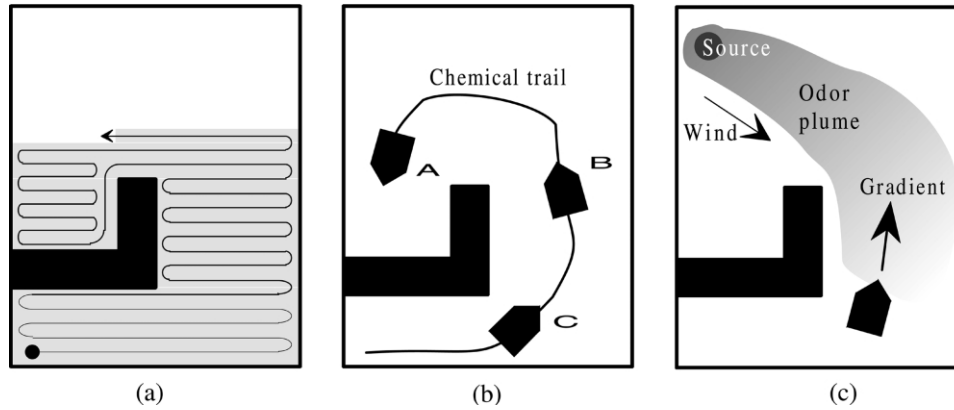 Chemical trail
A
B
C
Source
Odor
plume
Wind
Gradient
(a)
(b)
(c)